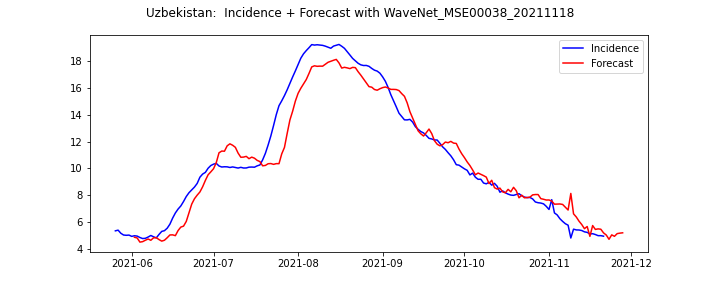 Uzbekistan:  Incidence + Forecast with WaveNet_MSE00038_20211118
Incidence
Forecast
18
16
14
12
10
8
6
4
2021-06 2021-07 2021-08 2021-09 2021-10 2021-11 2021-12